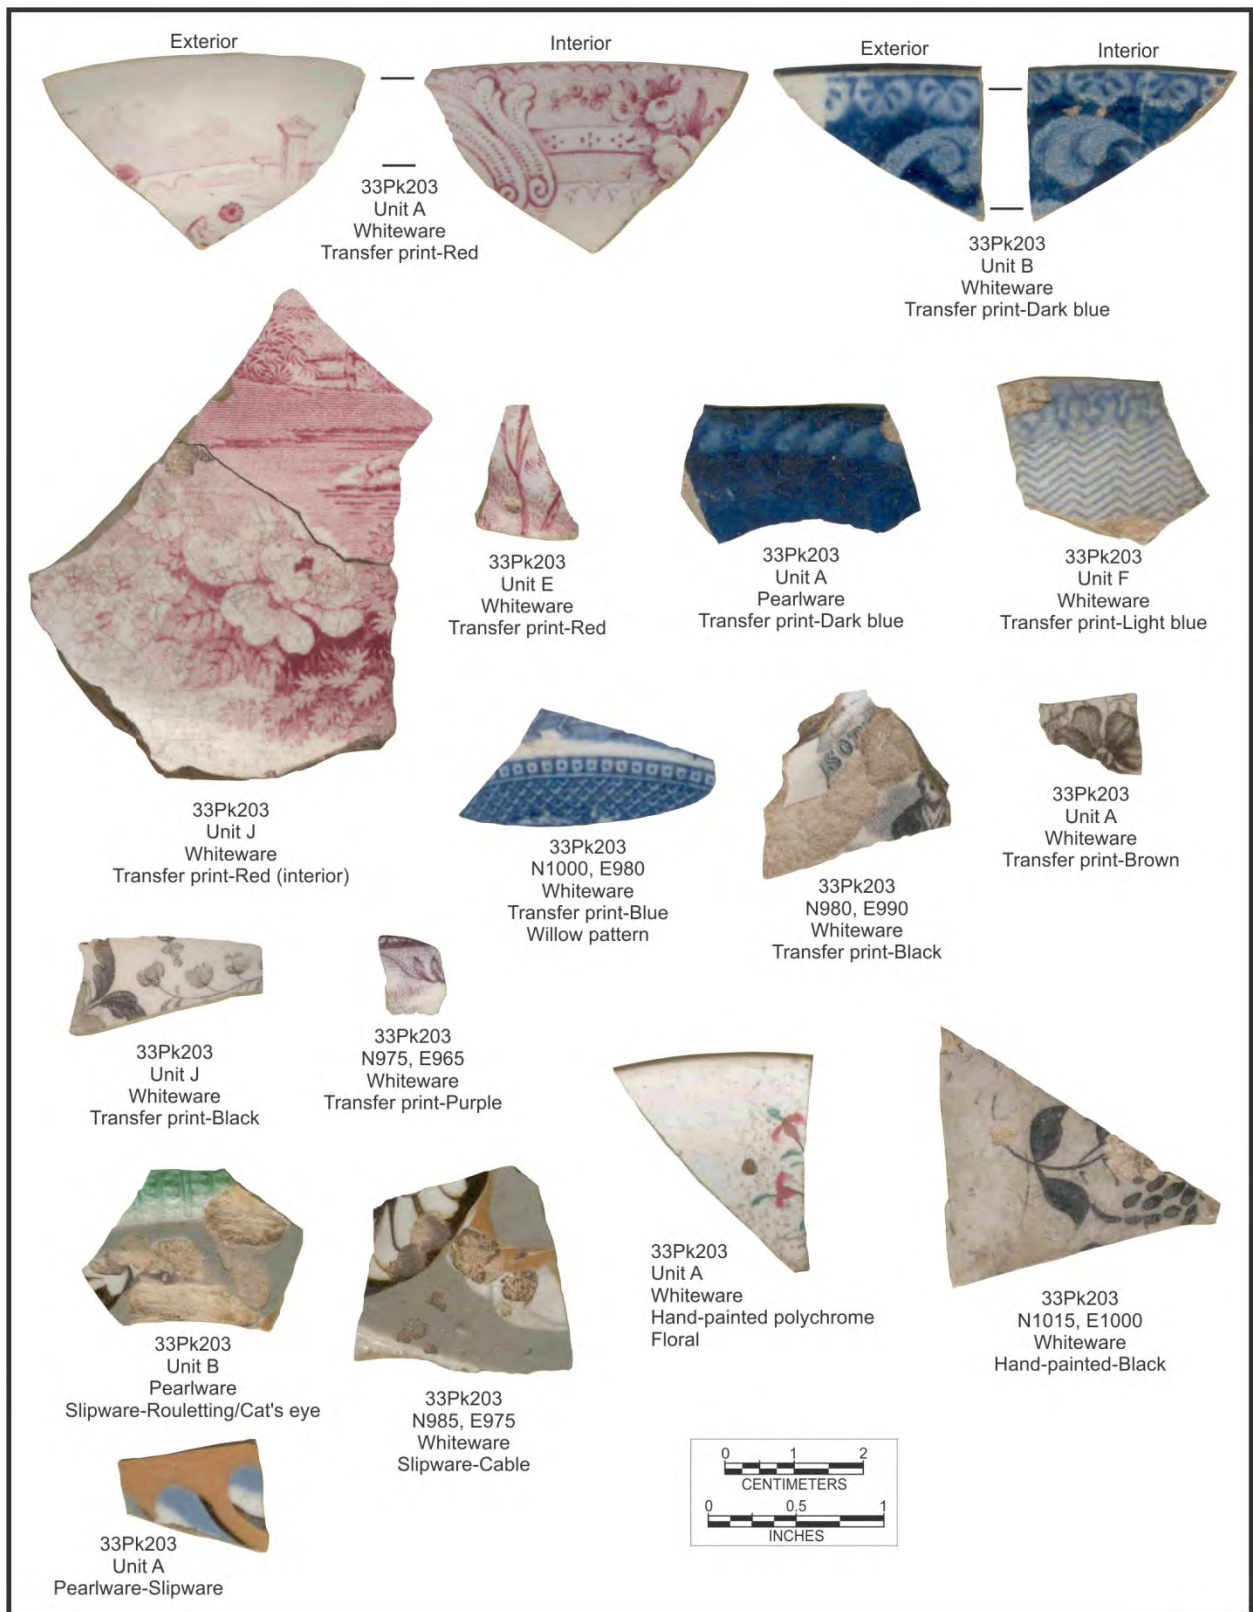 Exterior
Interior
33Pk203
Unit A
Whiteware
Transfer print-Red
Exterior
Interior
33Pk203
Unit B
Whiteware
Transfer print-Dark blue
33Pk203
Unit J
Whiteware
Transfer print-Red (interior)
33Pk203
Unit E
Whiteware
Transfer print-Red
33Pk203
Unit A
Pearlware
Transfer print-Dark blue
33Pk203
Unit F
Whiteware
Transfer print-Light blue
33Pk203
N1000, E980
Whiteware
Transfer print-Blue
Willow pattern
SOT
33Pk203
N980, E990
Whiteware
Transfer print-Black
33Pk203
Unit A
Whiteware
Transfer print-Brown
33Pk203
Unit J
Whiteware
Transfer print-Black
33Pk203
N975, E965
Whiteware
Transfer print-Purple
33Pk203
Unit B
Pearlware
Slipware-Rouletting/Cat's eye
33Pk203
N985, E975
Whiteware
Slipware-Cable
33Pk203
Unit A
Whiteware
Hand-painted polychrome
Floral
33Pk203
N1015, E1000
Whiteware
Hand-painted-Black
33Pk203
Unit A
Pearlware-Slipware
0 1 2
CENTIMETERS
0 0.5 1
INCHES